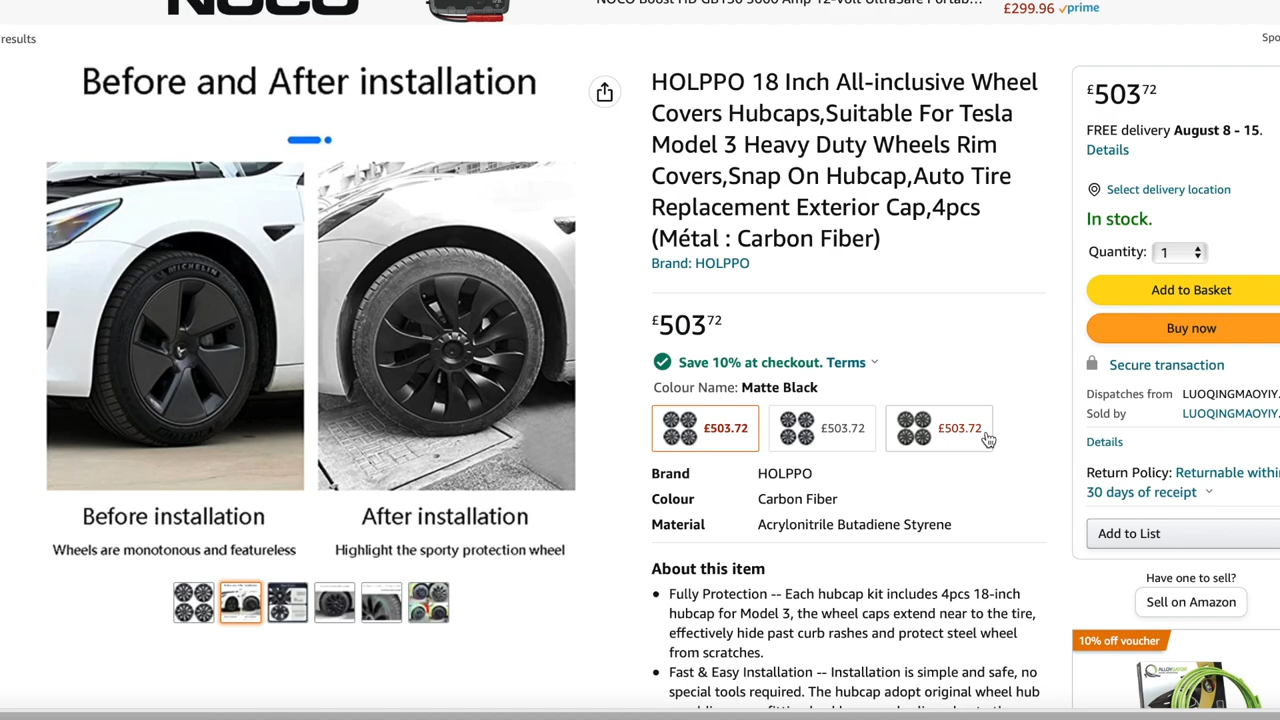 NOCO
£299.96 prime
results
Before and After installation
MICHELIN
Before installation
After installation
Wheels are monotonous and featureless
Highlight the sporty protection wheel
HOLPPO 18 Inch All-inclusive Wheel
Covers Hubcaps,Suitable For Tesla
Model 3 Heavy Duty Wheels Rim
Covers,Snap On Hubcap,Auto Tire
Replacement Exterior Cap,4pcs
(Métal : Carbon Fiber)
Brand: HOLPPO
£503.72
Save 10% at checkout. Terms
Colour Name: Matte Black
£503.72
£503.72
£503.72
Brand HOLPPO
Colour Carbon Fiber
Material Acrylonitrile Butadiene Styrene
About this item
Fully Protection -- Each hubcap kit includes 4pcs 18-inch
hubcap for Model 3, the wheel caps extend near to the tire,
effectively hide past curb rashes and protect steel wheel
from scratches.
Fast & Easy Installation -- Installation is simple and safe, no
special tools required. The hubcap adopt original wheel hub
£503.72
FREE delivery August 8 - 15.
Details
Select delivery location
In stock.
Quantity: 1
Add to Basket
Buy now
Secure transaction
Dispatches from LUOQINGMAOYIY.
Sold by LUOQINGMAOYIY.
Details
Return Policy: Returnable within
30 days of receipt
Add to List
Have one to sell?
Sell on Amazon
10% off voucher